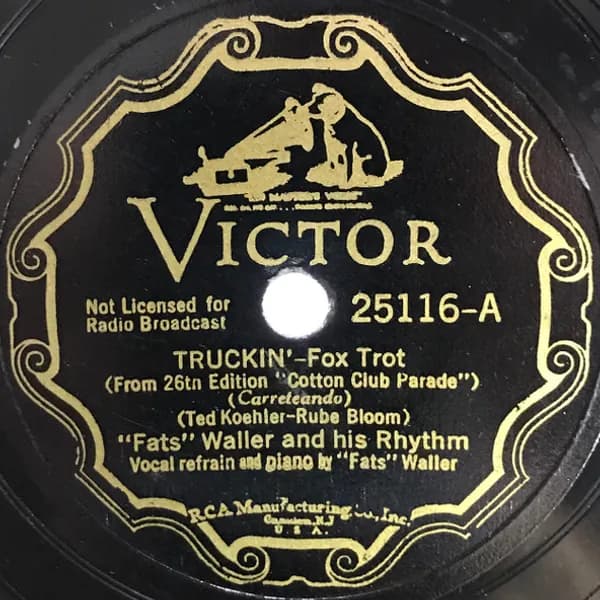 "HIS MASTER'S VOICE"
VICTOR
Not Licensed for
Radio Broadcast
25116-A
TRUCKIN'-Fox Trot
(From 26tn Edition "Cotton Club Parade")
(Carreteando)
(Ted Koehler-Rube Bloom)
"Fats" Waller and his Rhythm
Vocal refrain and piano by "Fats" Waller
RCA Manufacturing Co., Inc.
Camden, N.J.
U.S.A.